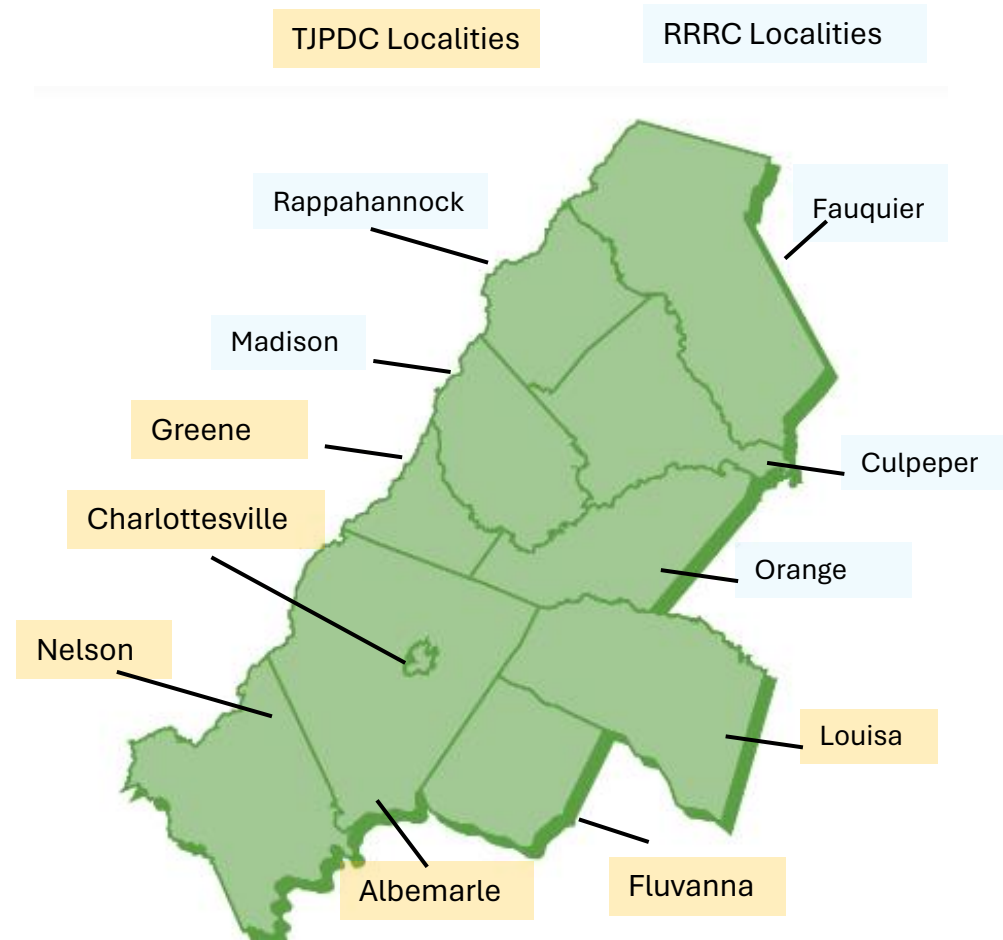 TJPDC Localities
RRRC Localities
Rappahannock
Fauquier
Madison
Greene
Culpeper
Charlottesville
Orange
Nelson
Louisa
Albemarle
Fluvanna